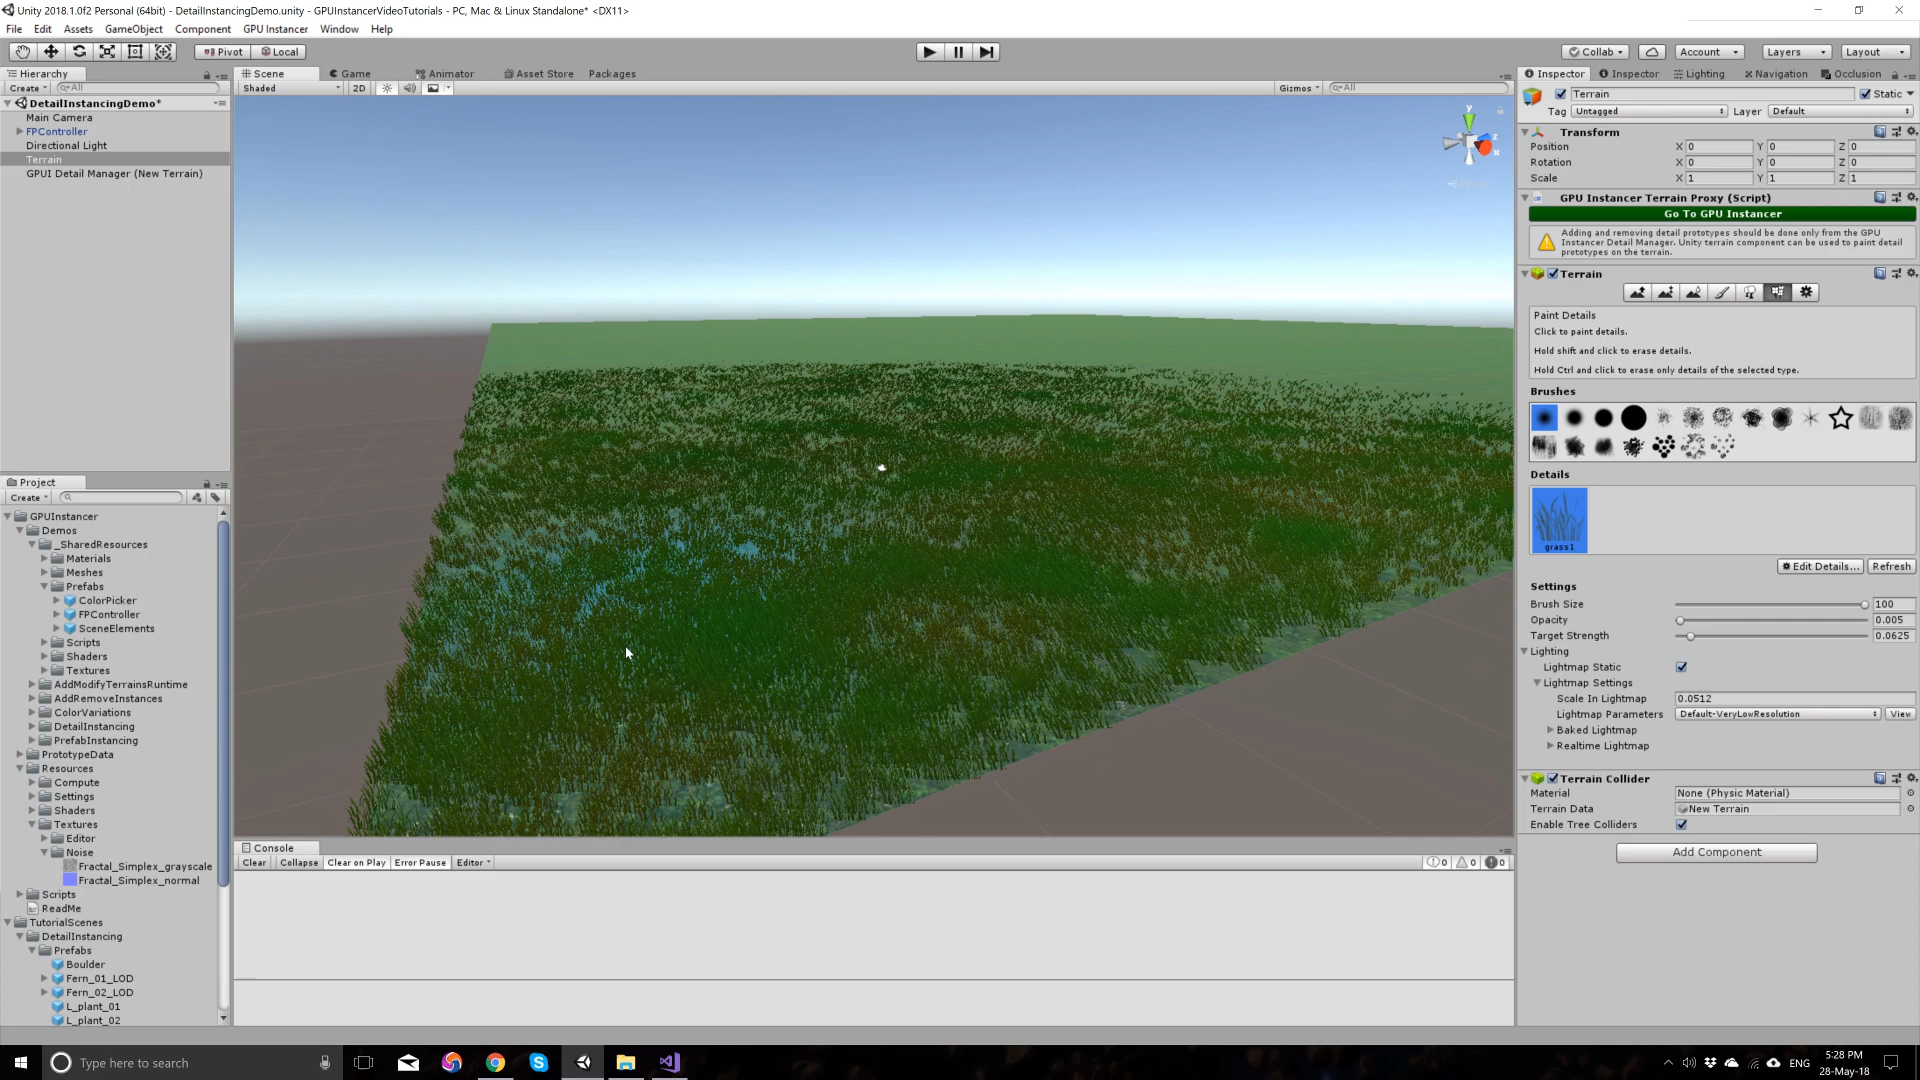 Unity 2018.1.0f2 Personal (64bit) - DetailInstancingDemo.unity - GPUInstancerVideoTutorials - PC, Mac & Linux Standalone* <DX11>
File Edit Assets GameObject Component GPU Instancer Window Help
Pivot Local Collab Account Layers Layout
Hierarchy
Create All
DetailInstancingDemo*
Main Camera
FPController
Directional Light
Terrain
GPUI Detail Manager (New Terrain)
Project
Create
GPUInstancer
Demos
_SharedResources
Materials
Meshes
Prefabs
ColorPicker
FPController
SceneElements
Scripts
Shaders
Textures
AddModifyTerrainsRuntime
AddRemoveInstances
ColorVariations
DetailInstancing
PrefabInstancing
PrototypeData
Resources
Compute
Settings
Shaders
Textures
Editor
Noise
Fractal_Simplex_grayscale
Fractal_Simplex_normal
Scripts
ReadMe
TutorialScenes
DetailInstancing
Prefabs
Boulder
Fern_01_LOD
Fern_02_LOD
L_plant_01
L_plant_02
Scene Game Animator Asset Store Packages
Shaded 2D Gizmos All
y
z
x
Console
Clear Collapse Clear on Play Error Pause Editor 0 0 0
Inspector Inspector Lighting Navigation Occlusion
Terrain Static
Tag Untagged Layer Default
Transform
Position X 0 Y 0 Z 0
Rotation X 0 Y 0 Z 0
Scale X 1 Y 1 Z 1
GPU Instancer Terrain Proxy (Script)
Go To GPU Instancer
Adding and removing detail prototypes should be done only from the GPU
Instancer Detail Manager. Unity terrain component can be used to paint detail
prototypes on the terrain.
Terrain
Paint Details
Click to paint details.
Hold shift and click to erase details.
Hold Ctrl and click to erase only details of the selected type.
Brushes
Details
grass1
Edit Details... Refresh
Settings
Brush Size 100
Opacity 0.005
Target Strength 0.0625
Lighting
Lightmap Static
Lightmap Settings
Scale In Lightmap 0.0512
Lightmap Parameters Default-VeryLowResolution View
Baked Lightmap
Realtime Lightmap
Terrain Collider
Material None (Physic Material)
Terrain Data New Terrain
Enable Tree Colliders
Add Component
Type here to search
ENG
5:28 PM
28-May-18